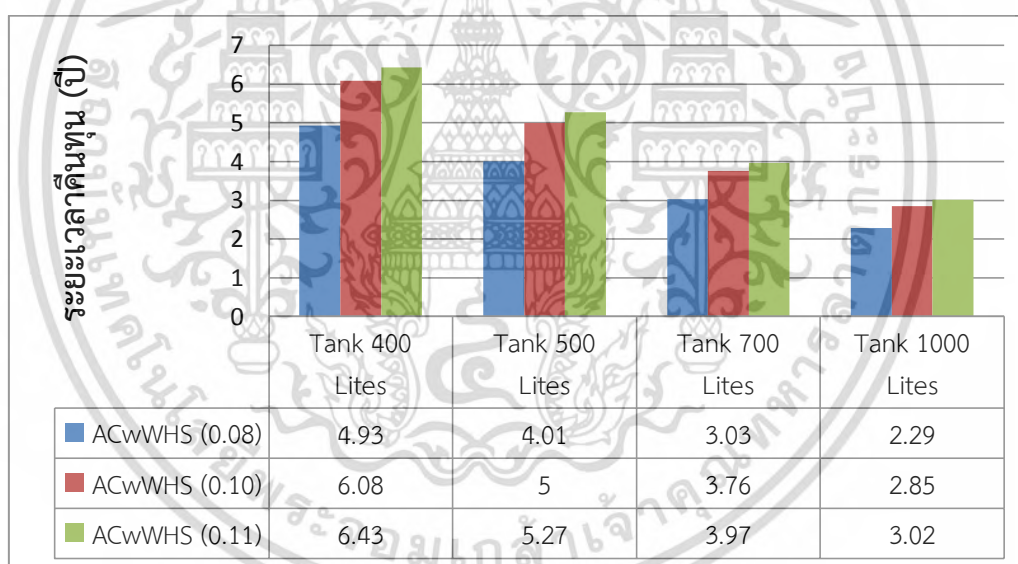 ระยะเวลาคืนทุน (ปี)
7
6
5
4
3
2
1
0
Tank 400 Lites
Tank 500 Lites
Tank 700 Lites
Tank 1000 Lites
ACwWHS (0.08) 4.93 4.01 3.03 2.29
ACwWHS (0.10) 6.08 5 3.76 2.85
ACwWHS (0.11) 6.43 5.27 3.97 3.02